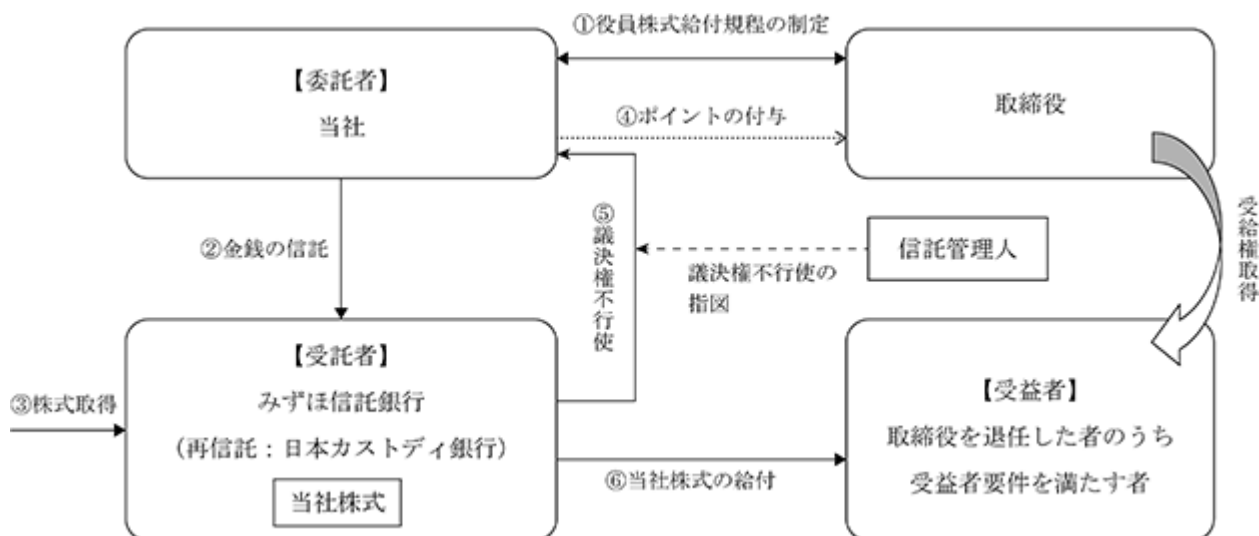 ①役員株式給付規程の制定
【委託者】
当社
取締役
④ポイントの付与
②金銭の信託
⑤議決権不行使
議決権不行使の
指図
信託管理人
受給権取得
③株式取得
【受託者】
みずほ信託銀行
(再信託:日本カストディ銀行)
当社株式
⑥当社株式の給付
【受益者】
取締役を退任した者のうち
受益者要件を満たす者